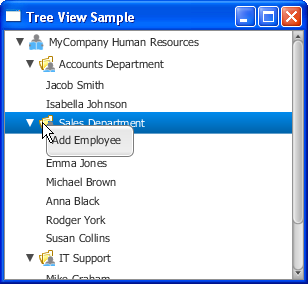 Tree View Sample
MyCompany Human Resources
Accounts Department
Jacob Smith
Isabella Johnson
Sales Department
Add Employee
Emma Jones
Michael Brown
Anna Black
Rodger York
Susan Collins
IT Support
Mike Graham